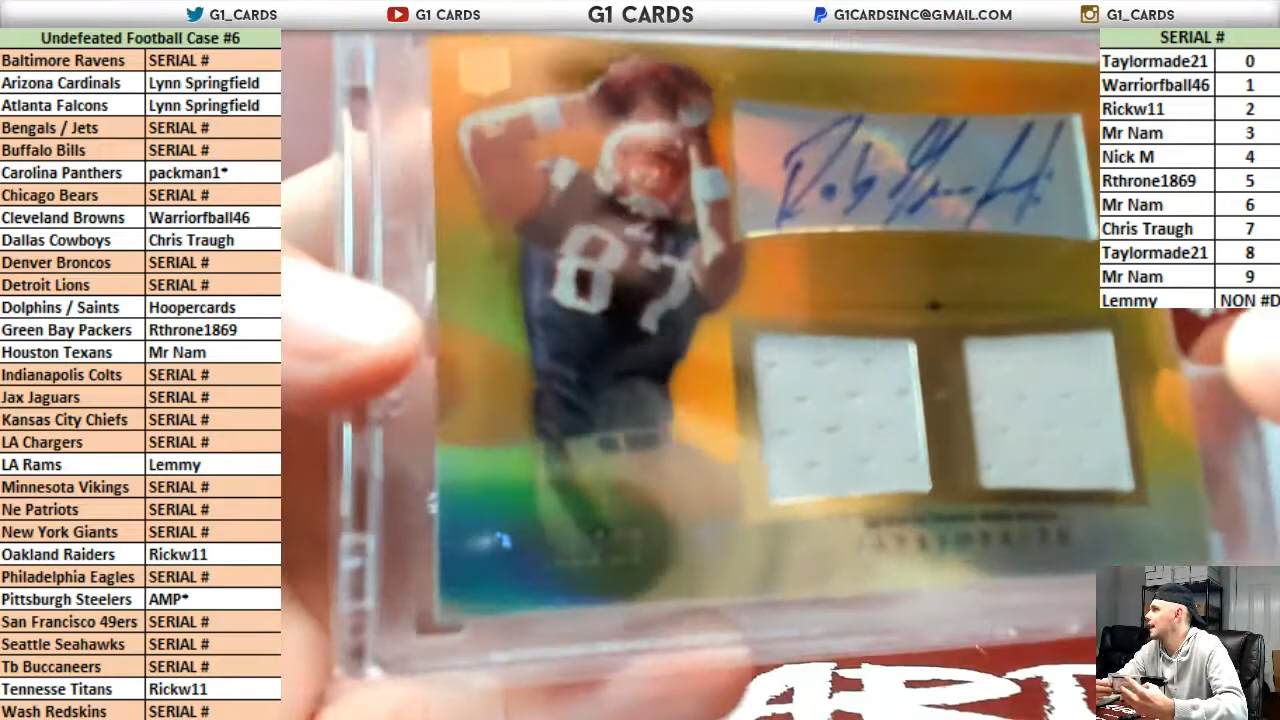 G1_CARDS G1 CARDS G1 CARDS G1CARDSINC@GMAIL.COM G1_CARDS
Undefeated Football Case #6
Baltimore Ravens SERIAL #
Arizona Cardinals Lynn Springfield
Atlanta Falcons Lynn Springfield
Bengals / Jets SERIAL #
Buffalo Bills SERIAL #
Carolina Panthers packman1*
Chicago Bears SERIAL #
Cleveland Browns Warriorfball46
Dallas Cowboys Chris Traugh
Denver Broncos SERIAL #
Detroit Lions SERIAL #
Dolphins / Saints Hoopercards
Green Bay Packers Rthrone1869
Houston Texans Mr Nam
Indianapolis Colts SERIAL #
Jax Jaguars SERIAL #
Kansas City Chiefs SERIAL #
LA Chargers SERIAL #
LA Rams Lemmy
Minnesota Vikings SERIAL #
Ne Patriots SERIAL #
New York Giants SERIAL #
Oakland Raiders Rickw11
Philadelphia Eagles SERIAL #
Pittsburgh Steelers AMP*
San Francisco 49ers SERIAL #
Seattle Seahawks SERIAL #
Tb Buccaneers SERIAL #
Tennesse Titans Rickw11
Wash Redskins SERIAL #
87
SERIAL #
Taylormade21 0
Warriorfball46 1
Rickw11 2
Mr Nam 3
Nick M 4
Rthrone1869 5
Mr Nam 6
Chris Traugh 7
Taylormade21 8
Mr Nam 9
Lemmy NON #D